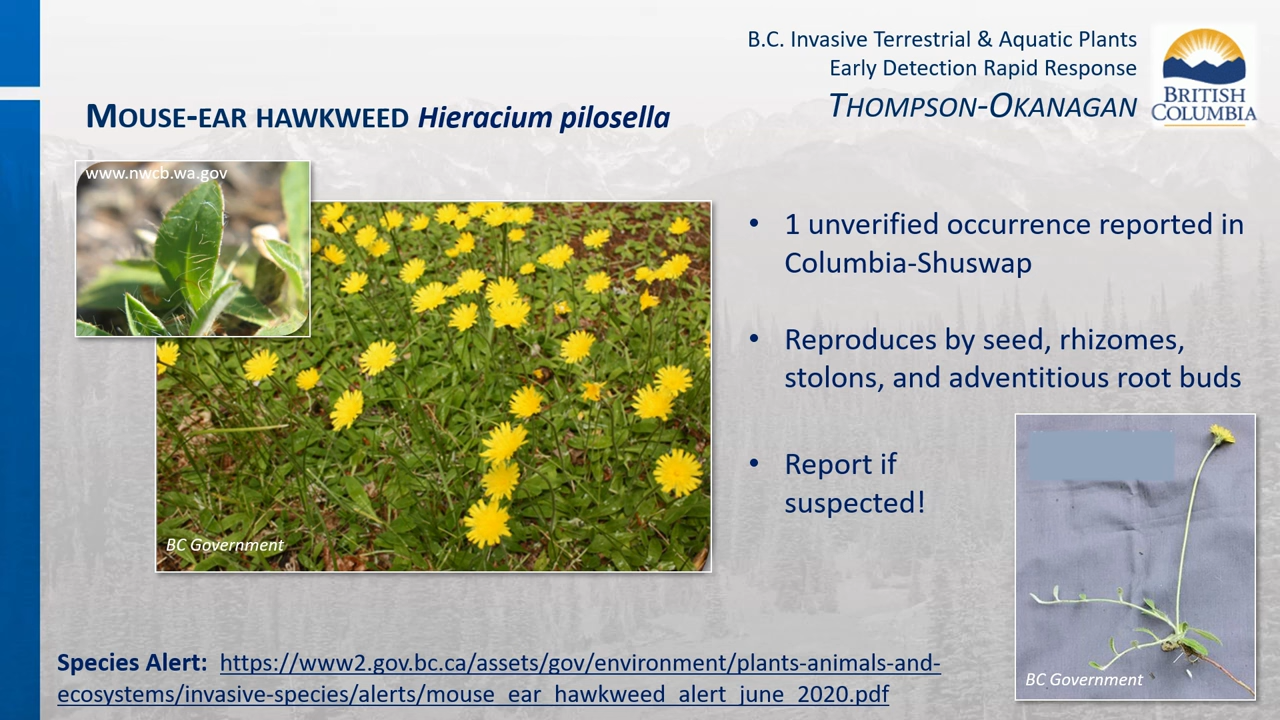 B.C. Invasive Terrestrial & Aquatic Plants
Early Detection Rapid Response
THOMPSON-OKANAGAN
BRITISH
COLUMBIA
MOUSE-EAR HAWKWEED Hieracium pilosella
www.nwcb.wa.gov
• 1 unverified occurrence reported in
Columbia-Shuswap
• Reproduces by seed, rhizomes,
stolons, and adventitious root buds
• Report if
suspected!
BC Government
BC Government
Species Alert: https://www2.gov.bc.ca/assets/gov/environment/plants-animals-and-
ecosystems/invasive-species/alerts/mouse_ear_hawkweed_alert_june_2020.pdf